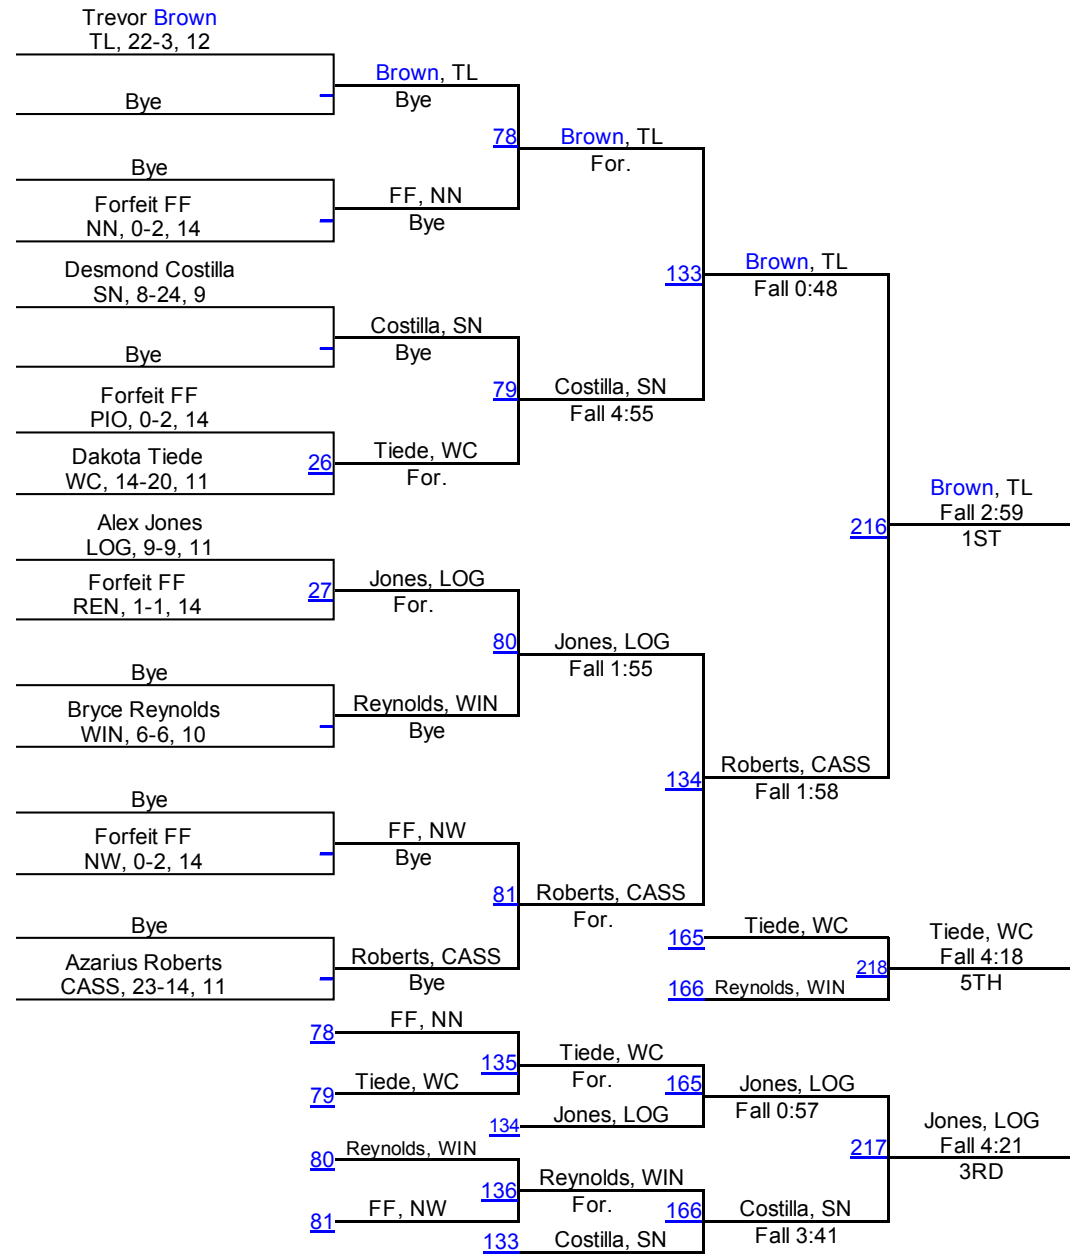 Trevor Brown
TL, 22-3, 12
Brown, TL
Bye
Bye
78
Brown, TL
For.
Bye
Forfeit FF
NN, 0-2, 14
FF, NN
Bye
133
Brown, TL
Fall 0:48
Desmond Costilla
SN, 8-24, 9
Costilla, SN
Bye
Bye
79
Costilla, SN
Fall 4:55
Forfeit FF
PIO, 0-2, 14
Dakota Tiede
WC, 14-20, 11
26
Tiede, WC
For.
216
Brown, TL
Fall 2:59
1ST
Alex Jones
LOG, 9-9, 11
Forfeit FF
REN, 1-1, 14
27
Jones, LOG
For.
80
Jones, LOG
Fall 1:55
Bye
Bryce Reynolds
WIN, 6-6, 10
Reynolds, WIN
Bye
134
Roberts, CASS
Fall 1:58
Bye
Forfeit FF
NW, 0-2, 14
FF, NW
Bye
81
Roberts, CASS
For.
Bye
Azarius Roberts
CASS, 23-14, 11
Roberts, CASS
Bye
165
Tiede, WC
218
166
Reynolds, WIN
Tiede, WC
Fall 4:18
5TH
78
FF, NN
135
79
Tiede, WC
Tiede, WC
For.
165
134
Jones, LOG
Jones, LOG
Fall 0:57
217
Jones, LOG
Fall 4:21
3RD
80
Reynolds, WIN
136
81
FF, NW
Reynolds, WIN
For.
166
133
Costilla, SN
Costilla, SN
Fall 3:41